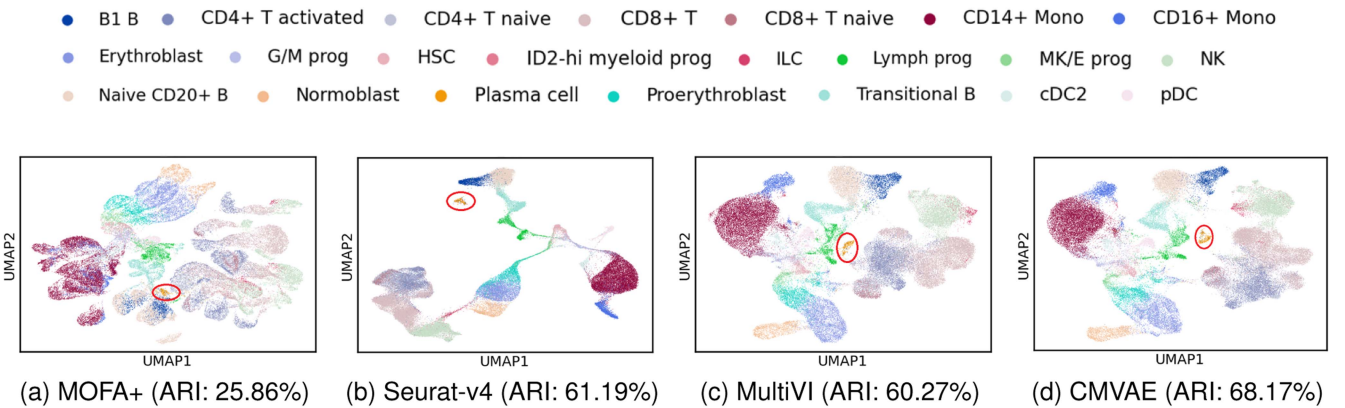 B1 B CD4+ T activated CD4+ T naive CD8+ T CD8+ T naive CD14+ Mono CD16+ Mono
Erythroblast G/M prog HSC ID2-hi myeloid prog ILC Lymph prog MK/E prog NK
Naive CD20+ B Normoblast Plasma cell Proerythroblast Transitional B cDC2 pDC
UMAP2 UMAP2 UMAP2 UMAP2
UMAP1 UMAP1 UMAP1 UMAP1
(a) MOFA+ (ARI: 25.86%) (b) Seurat-v4 (ARI: 61.19%) (c) MultiVI (ARI: 60.27%) (d) CMVAE (ARI: 68.17%)